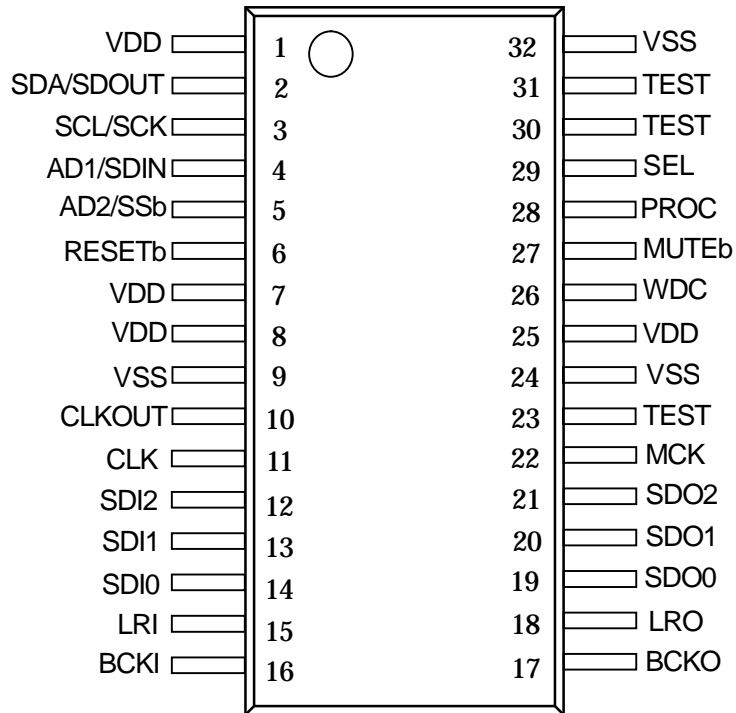 VDD 1 32 VSS
SDA/SDOUT 2 31 TEST
SCL/SCK 3 30 TEST
AD1/SDIN 4 29 SEL
AD2/SSb 5 28 PROC
RESETb 6 27 MUTEb
VDD 7 26 WDC
VDD 8 25 VDD
VSS 9 24 VSS
CLKOUT 10 23 TEST
CLK 11 22 MCK
SDI2 12 21 SDO2
SDI1 13 20 SDO1
SDI0 14 19 SDO0
LRI 15 18 LRO
BCKI 16 17 BCKO